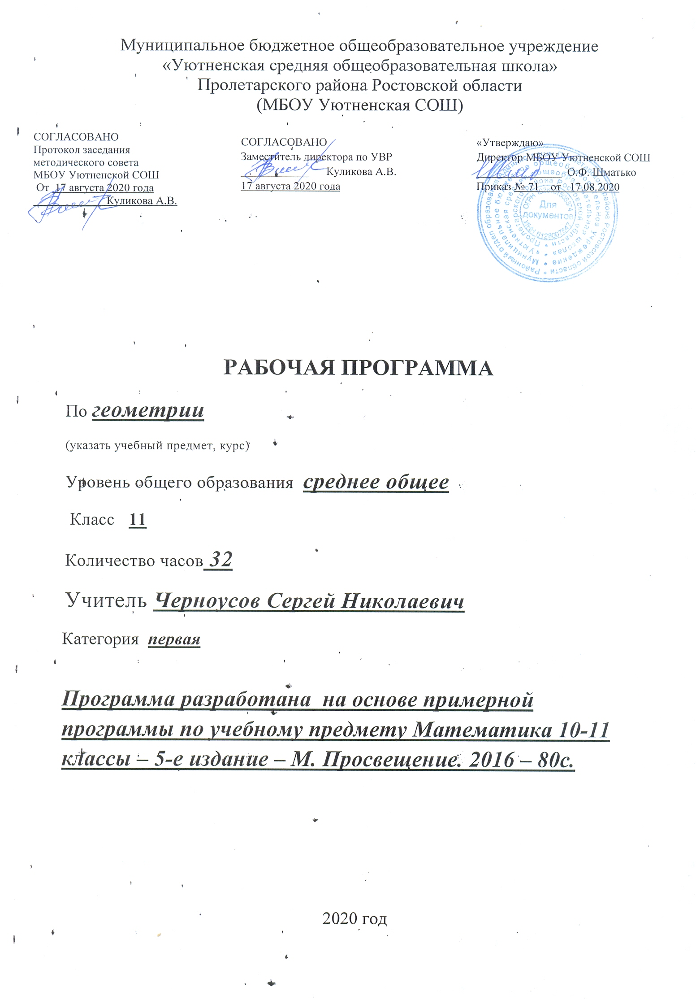 Муниципальное бюджетное общеобразовательное учреждение
«Уютненская средняя общеобразовательная школа»
Пролетарского района Ростовской области
(МБОУ Уютненская СОШ)
СОГЛАСОВАНО
Протокол заседания
методического совета
МБОУ Уютненской СОШ
От 17 августа 2020 года
Куликова А.В.
СОГЛАСОВАНО
Заместитель директора по УВР
Куликова А.В.
17 августа 2020 года
«Утверждаю»
Директор МБОУ Уютненской СОШ
О.Ф. Шматько
Приказ № 71 от 17.08.2020
Для
документов
ИНН 6128007547
РАБОЧАЯ ПРОГРАММА
По геометрии
(указать учебный предмет, курс)
Уровень общего образования среднее общее
Класс 11
Количество часов 32
Учитель Черноусов Сергей Николаевич
Категория первая
Программа разработана на основе примерной
программы по учебному предмету Математика 10-11
классы – 5-е издание – М. Просвещение. 2016 – 80с.
2020 год